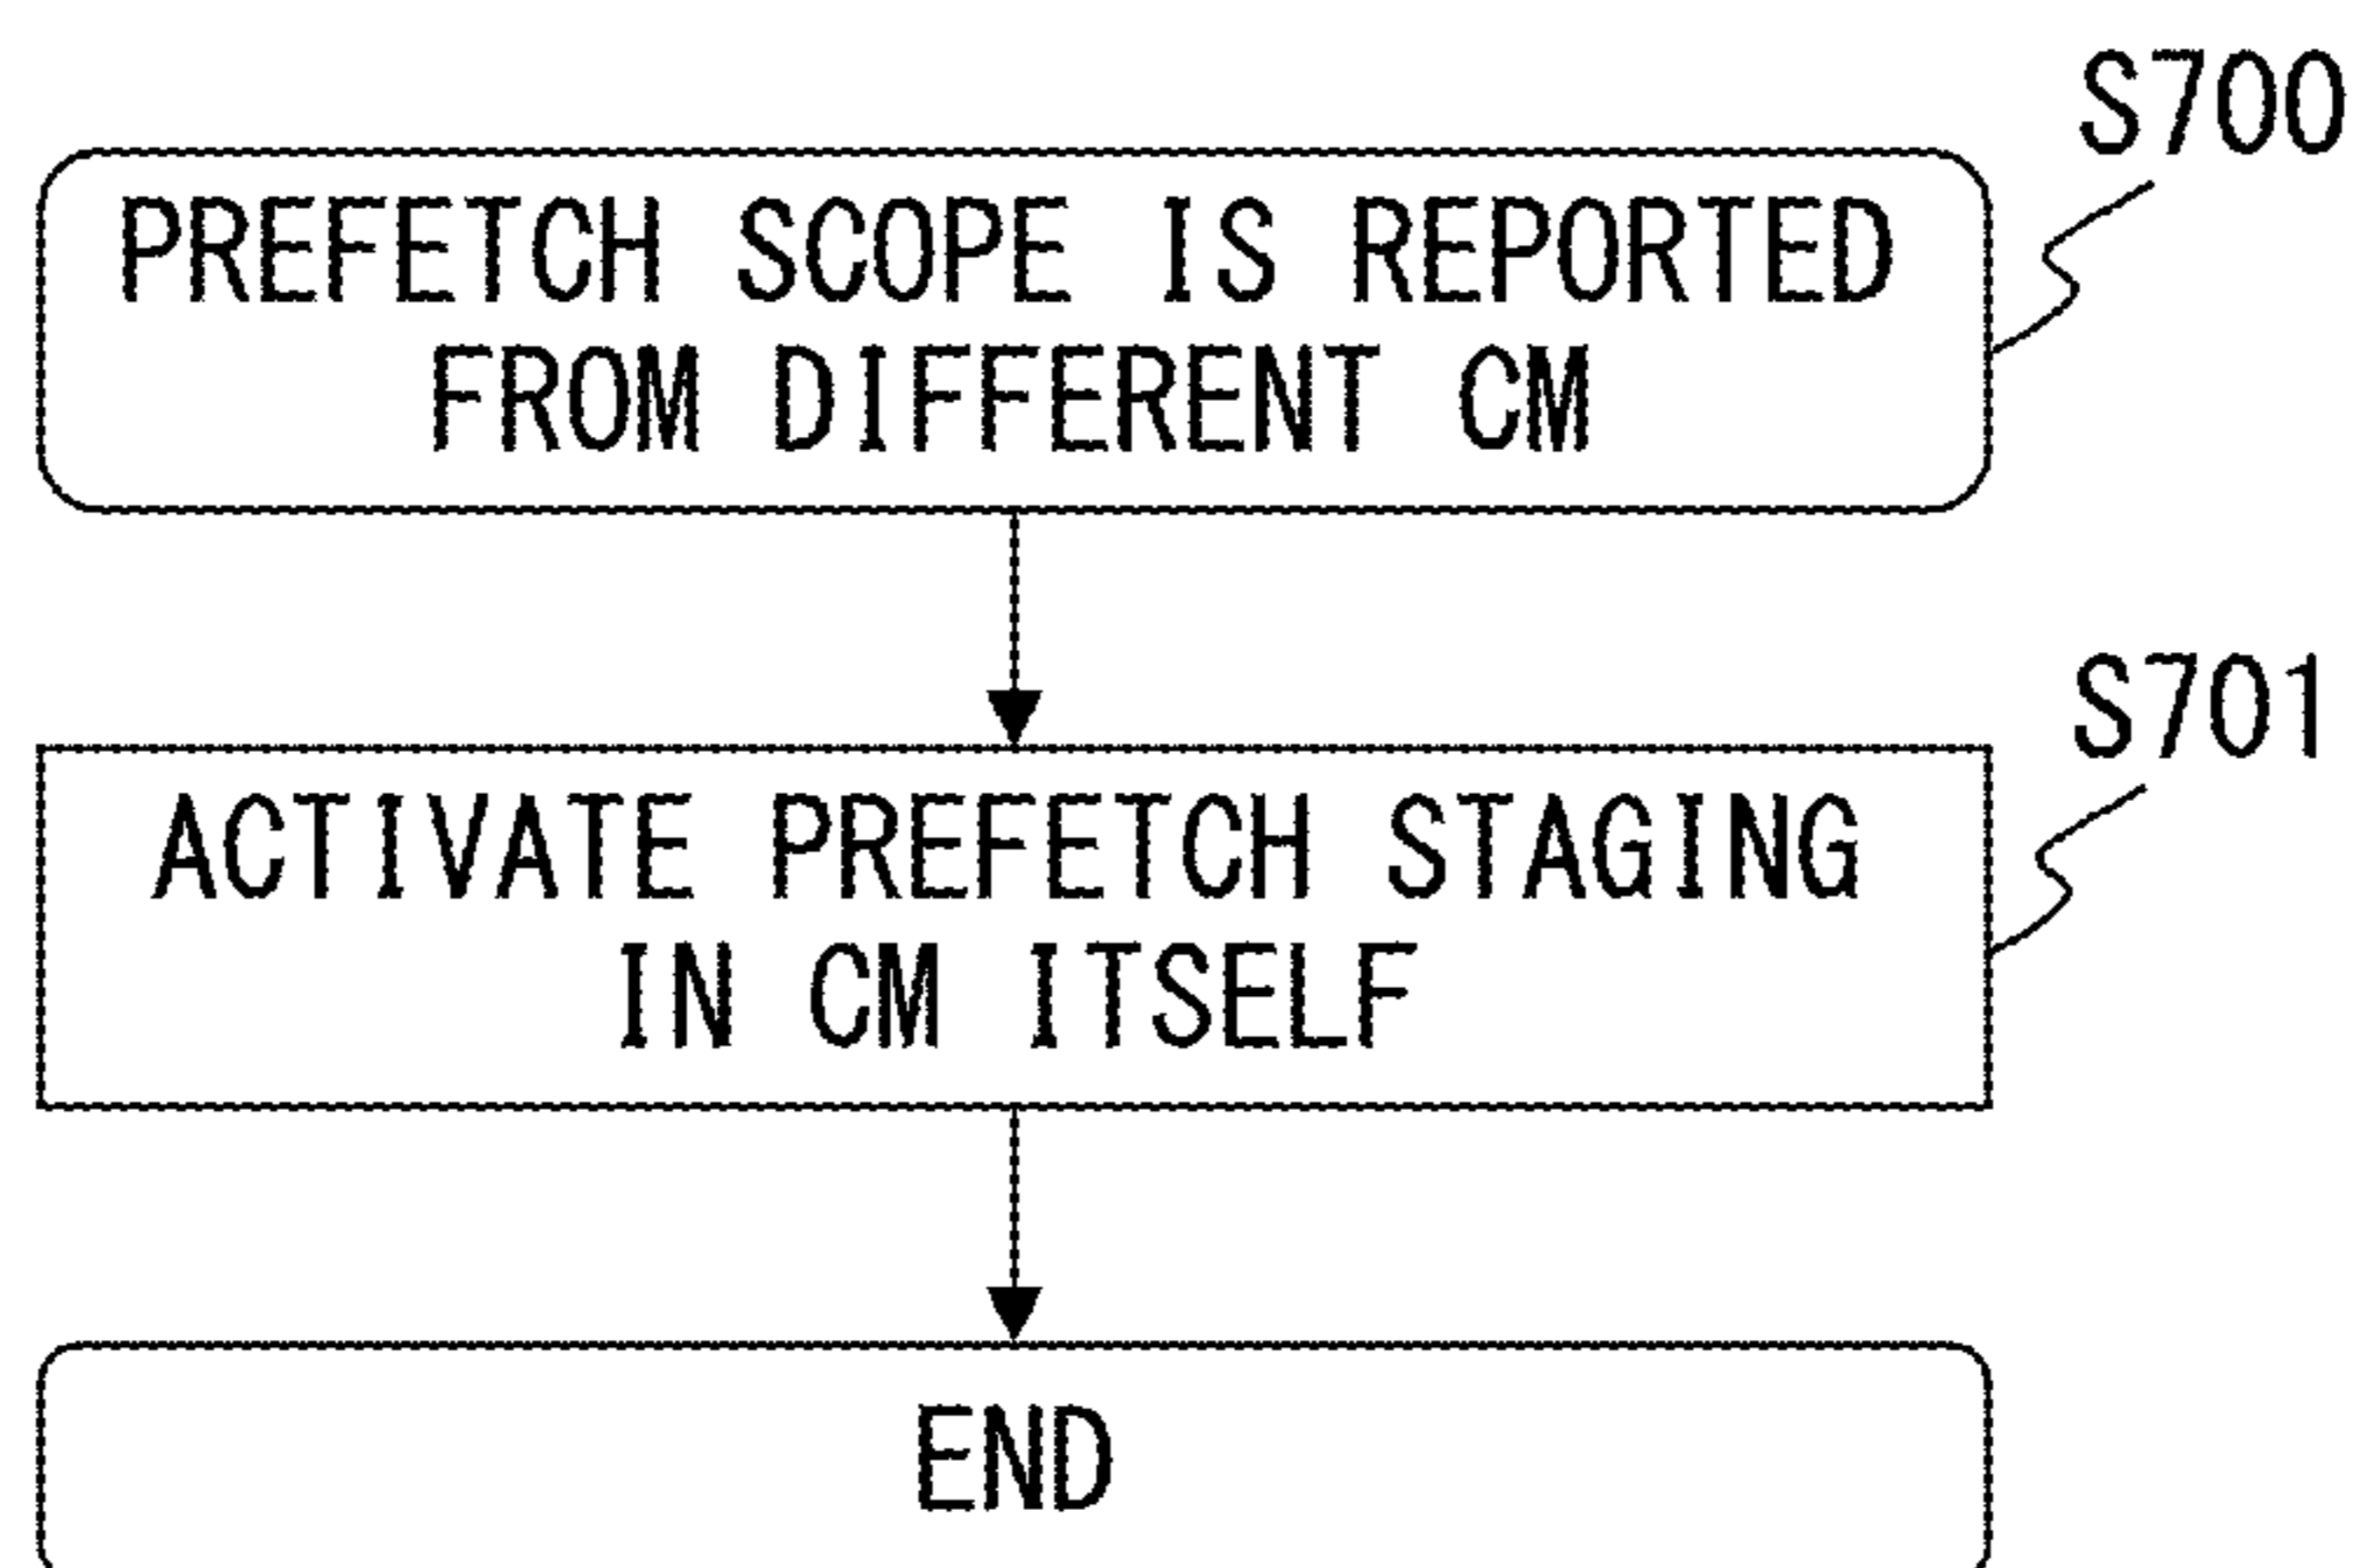 S700
PREFETCH SCOPE IS REPORTED
FROM DIFFERENT CM
S701
ACTIVATE PREFETCH STAGING
IN CM ITSELF
END